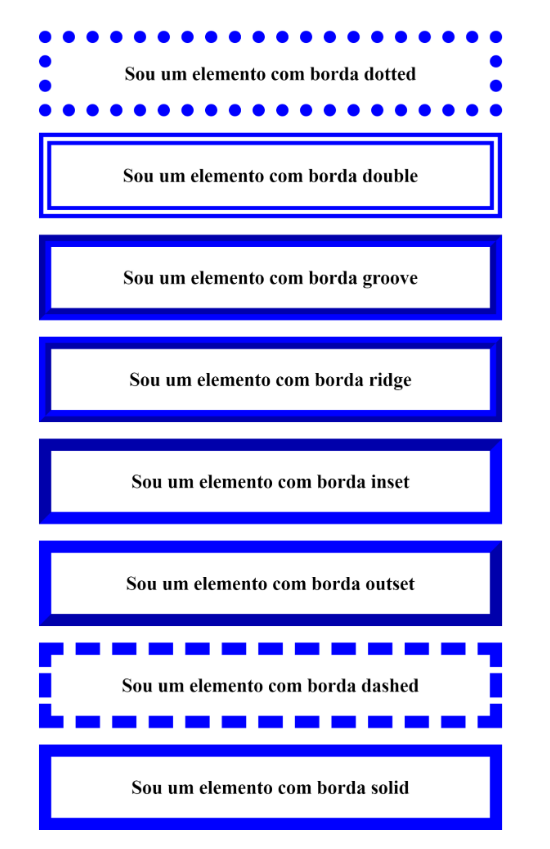 Sou um elemento com borda dotted
Sou um elemento com borda double
Sou um elemento com borda groove
Sou um elemento com borda ridge
Sou um elemento com borda inset
Sou um elemento com borda outset
Sou um elemento com borda dashed
Sou um elemento com borda solid